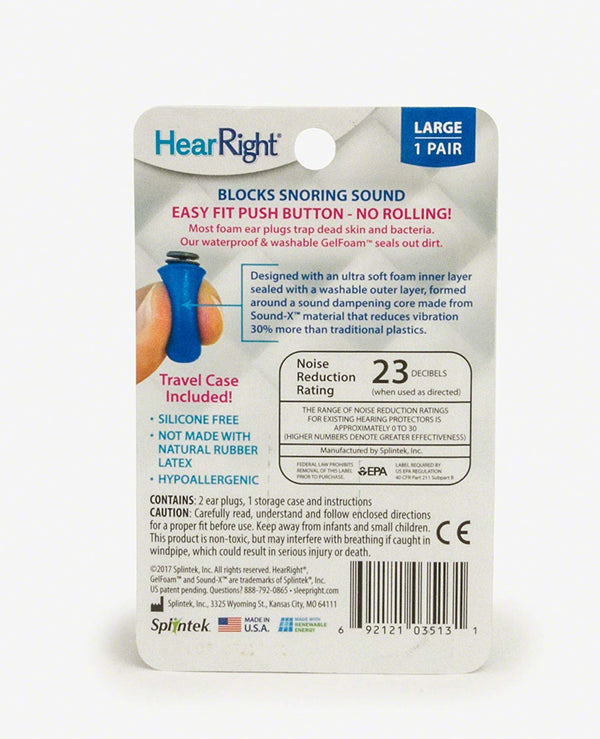 HearRight®
LARGE
1 PAIR
BLOCKS SNORING SOUND
EASY FIT PUSH BUTTON - NO ROLLING!
Most foam ear plugs trap dead skin and bacteria.
Our waterproof & washable GelFoam™ seals out dirt.
Designed with an ultra soft foam inner layer
sealed with a washable outer layer, formed
around a sound dampening core made from
Sound-X™ material that reduces vibration
30% more than traditional plastics.
Travel Case
Included!
• SILICONE FREE
• NOT MADE WITH
NATURAL RUBBER
LATEX
• HYPOALLERGENIC
Noise
Reduction
Rating
23 DECIBELS
(when used as directed)
THE RANGE OF NOISE REDUCTION RATINGS
FOR EXISTING HEARING PROTECTORS IS
APPROXIMATELY 0 TO 30
(HIGHER NUMBERS DENOTE GREATER EFFECTIVENESS)
Manufactured by Splintek, Inc.
FEDERAL LAW PROHIBITS
REMOVAL OF THIS LABEL
PRIOR TO PURCHASE.
EPA
LABEL REQUIRED BY
US EPA REGULATION
40 CFR Part 211 Subpart B
CONTAINS: 2 ear plugs, 1 storage case and instructions
CAUTION: Carefully read, understand and follow enclosed directions
for a proper fit before use. Keep away from infants and small children.
This product is non-toxic, but may interfere with breathing if caught in
windpipe, which could result in serious injury or death.
CE
©2017 Splintek, Inc. All rights reserved. HearRight®,
GelFoam™ and Sound-X™ are trademarks of Splintek®, Inc.
US patent pending. Questions? 888-792-0865 • sleepright.com
Splintek, Inc., 3325 Wyoming St., Kansas City, MO 64111
Splintek
MADE IN
U.S.A.
MADE WITH
RENEWABLE
ENERGY
6 92121 03513 1